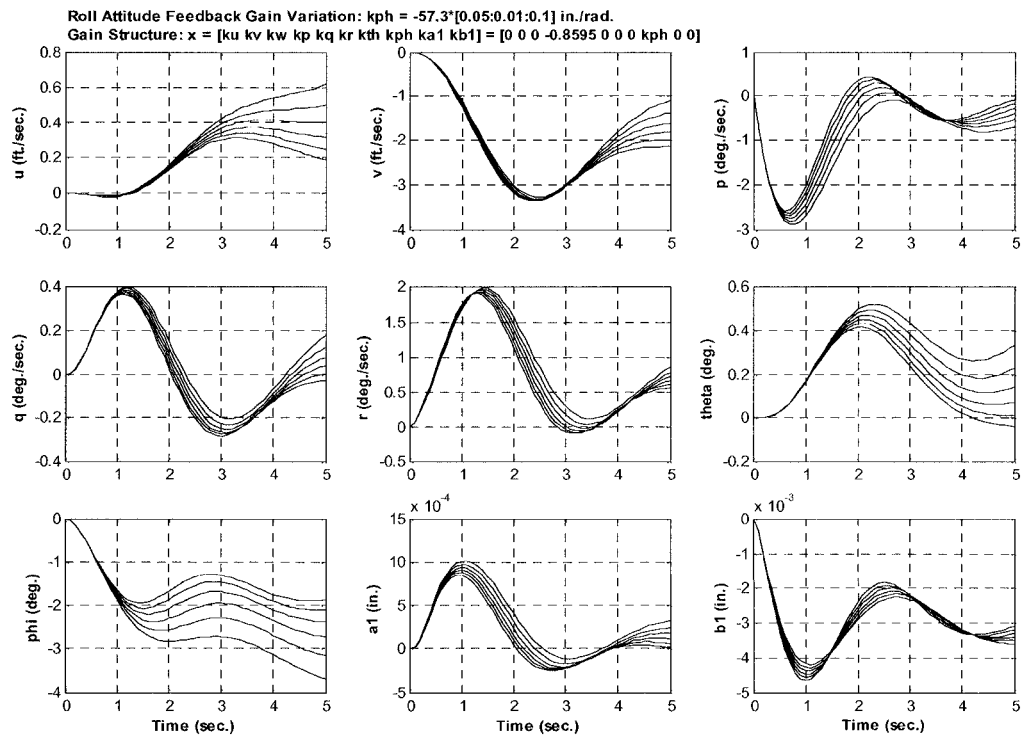 Roll Attitude Feedback Gain Variation: kph = -57.3*[0.05:0.01:0.1] in./rad.
Gain Structure: x = [ku kv kw kp kq kr kth kph ka1 kb1] = [0 0 0 -0.8595 0 0 0 kph 0 0]
0.8
0.6
0.4
0.2
0
-0.2
u (ft./sec.)
0 1 2 3 4 5
0
-1
-2
-3
-4
v (ft./sec.)
0 1 2 3 4 5
1
0
-1
-2
-3
p (deg./sec.)
0 1 2 3 4 5
0.4
0.2
0
-0.2
-0.4
q (deg./sec.)
0 1 2 3 4 5
2
1.5
1
0.5
0
-0.5
r (deg./sec.)
0 1 2 3 4 5
0.6
0.4
0.2
0
-0.2
theta (deg.)
0 1 2 3 4 5
0
-1
-2
-3
-4
phi (deg.)
0 1 2 3 4 5
Time (sec.)
x 10⁻⁴
15
10
5
0
-5
a1 (in.)
0 1 2 3 4 5
Time (sec.)
x 10⁻³
0
-1
-2
-3
-4
-5
b1 (in.)
0 1 2 3 4 5
Time (sec.)